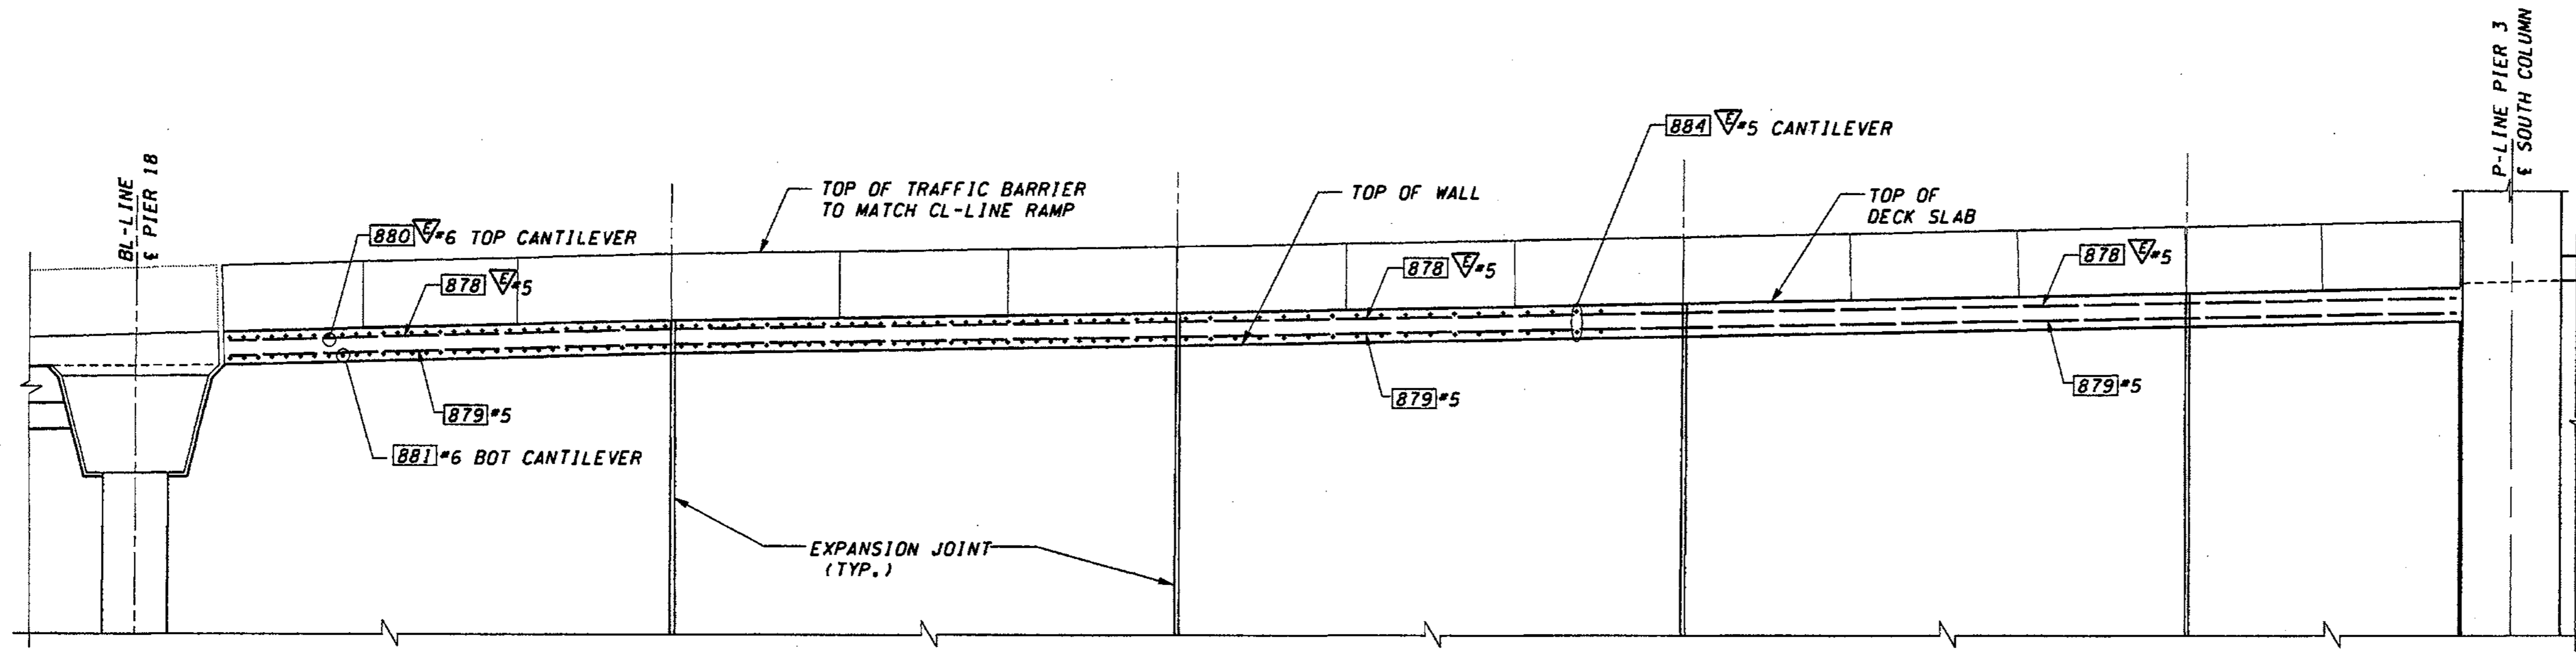 BL-LINE
℄ PIER 18
880 E #6 TOP CANTILEVER
878 E #5
TOP OF TRAFFIC BARRIER
TO MATCH CL-LINE RAMP
TOP OF WALL
884 E #5 CANTILEVER
TOP OF
DECK SLAB
P-LINE PIER 3
℄ SOUTH COLUMN
878 E #5
878 E #5
879 #5
881 #6 BOT CANTILEVER
879 #5
879 #5
EXPANSION JOINT
(TYP.)